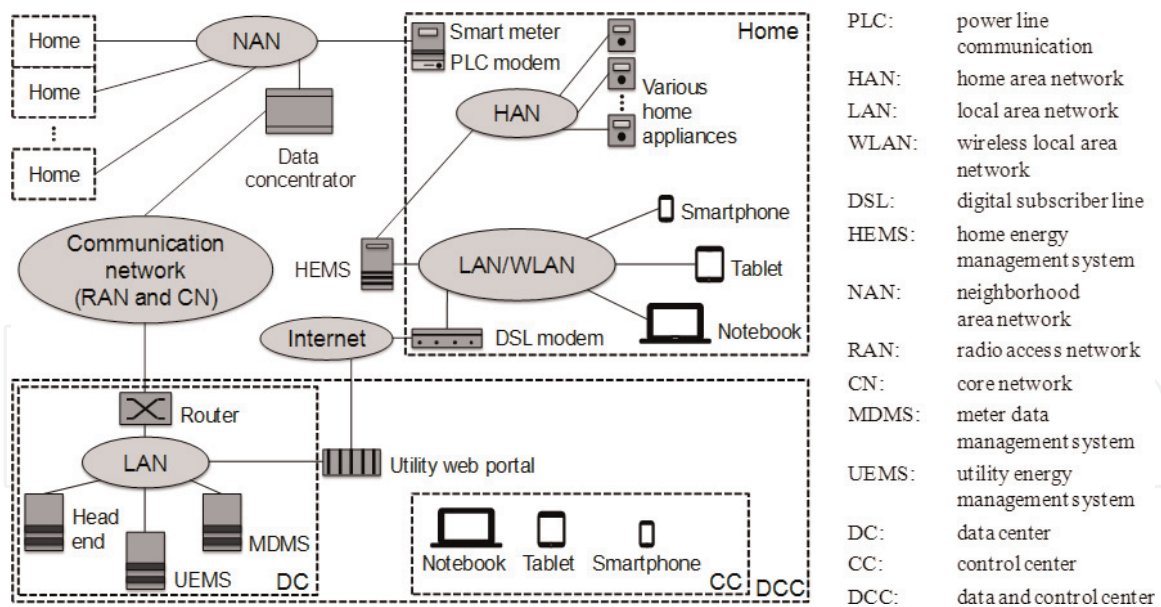 Home
Home
Home
NAN
Data
concentrator
Communication
network
(RAN and CN)
Smart meter
PLC modem
Home
HAN
Various
home
appliances
HEMS
LAN/WLAN
Smartphone
Tablet
Notebook
DSL modem
Internet
Router
LAN
Utility web portal
Head
end
UEMS
MDMS
DC
Notebook
Tablet
Smartphone
CC
DCC
PLC: power line
communication
HAN: home area network
LAN: local area network
WLAN: wireless local area
network
DSL: digital subscriber line
HEMS: home energy
management system
NAN: neighborhood
area network
RAN: radio access network
CN: core network
MDMS: meter data
management system
UEMS: utility energy
management system
DC: data center
CC: control center
DCC: data and control center